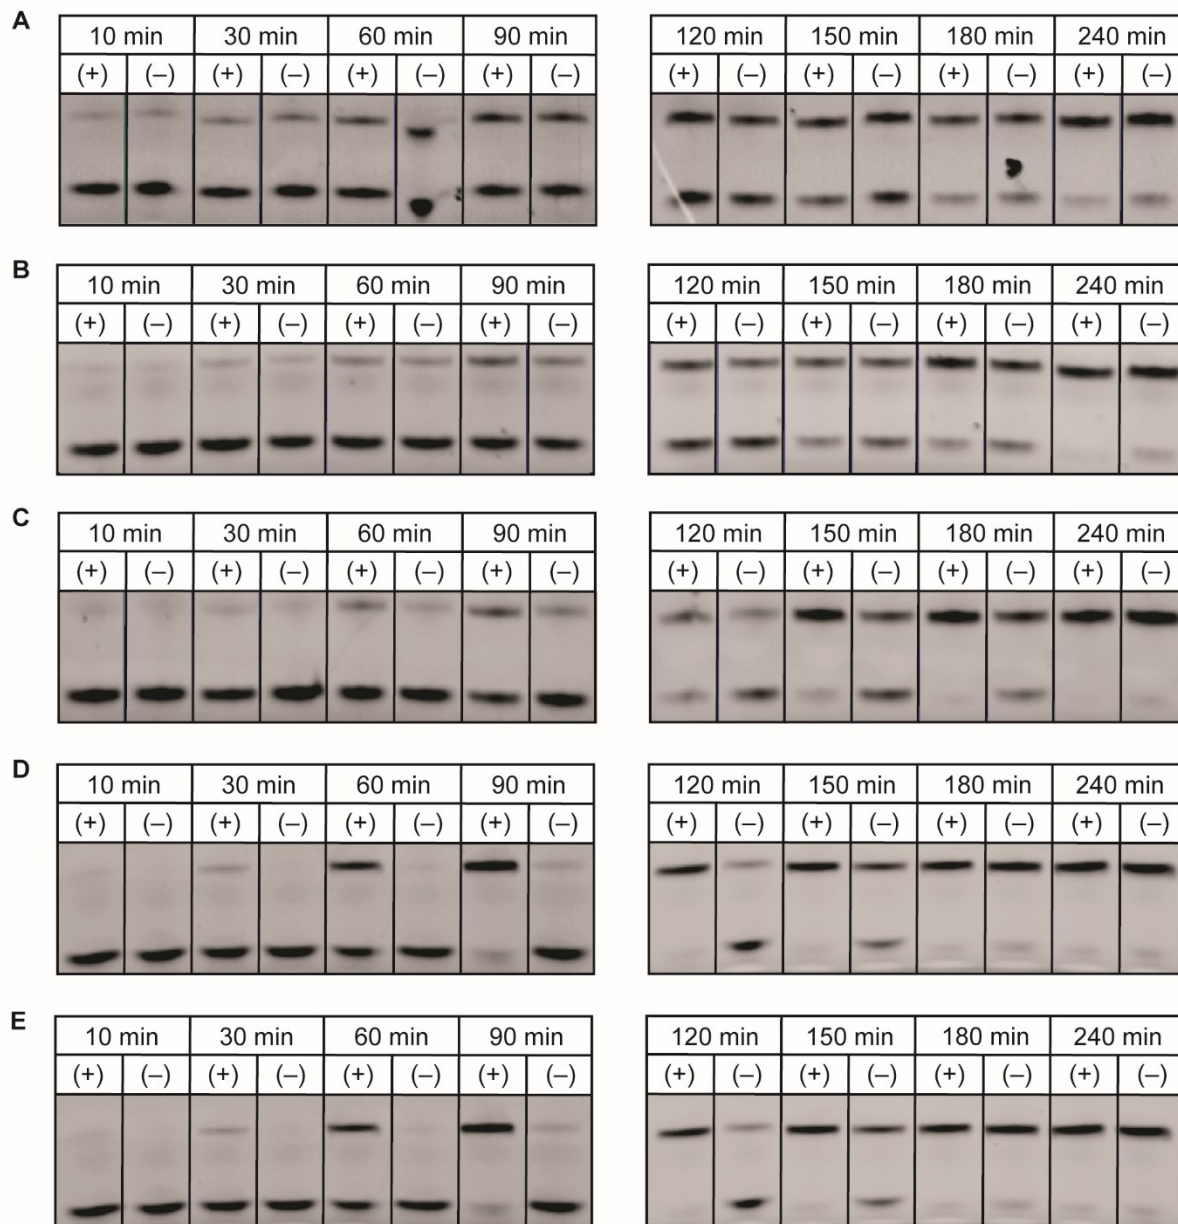 A
10 min 30 min 60 min 90 min 120 min 150 min 180 min 240 min
(+) (–) (+) (–) (+) (–) (+) (–) (+) (–) (+) (–) (+) (–) (+) (–)
B
10 min 30 min 60 min 90 min 120 min 150 min 180 min 240 min
(+) (–) (+) (–) (+) (–) (+) (–) (+) (–) (+) (–) (+) (–) (+) (–)
C
10 min 30 min 60 min 90 min 120 min 150 min 180 min 240 min
(+) (–) (+) (–) (+) (–) (+) (–) (+) (–) (+) (–) (+) (–) (+) (–)
D
10 min 30 min 60 min 90 min 120 min 150 min 180 min 240 min
(+) (–) (+) (–) (+) (–) (+) (–) (+) (–) (+) (–) (+) (–) (+) (–)
E
10 min 30 min 60 min 90 min 120 min 150 min 180 min 240 min
(+) (–) (+) (–) (+) (–) (+) (–) (+) (–) (+) (–) (+) (–) (+) (–)